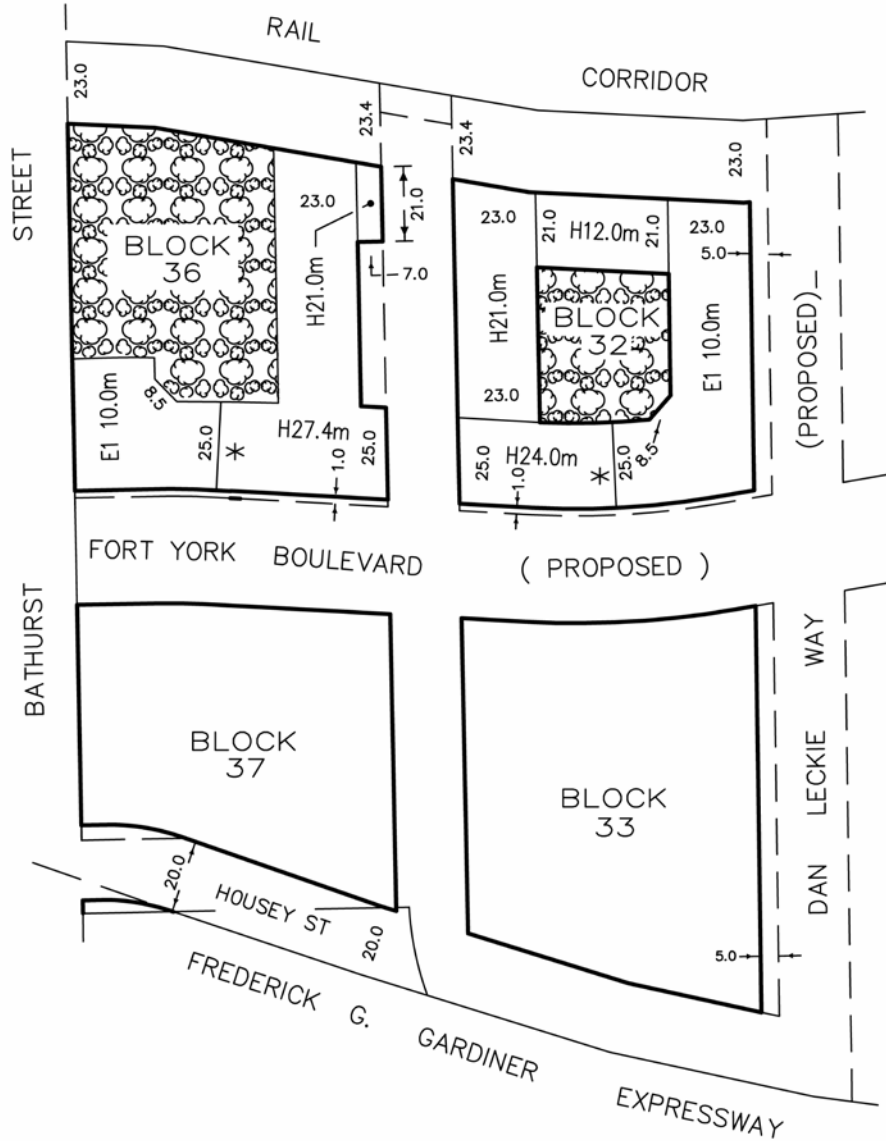 RAIL
CORRIDOR
STREET
23.0
23.4
23.4
23.0
BLOCK
36
23.0
21.0
7.0
H21.0m
E1 10.0m
8.5
25.0
*
H27.4m
25.0
1.0
23.0
21.0
H12.0m
21.0
23.0
5.0
H21.0m
BLOCK
32
E1 10.0m
23.0
25.0
1.0
H24.0m
*
25.0
8.5
(PROPOSED)
FORT YORK BOULEVARD ( PROPOSED )
BATHURST
BLOCK
37
BLOCK
33
DAN LECKIE WAY
20.0
HOUSEY ST
20.0
5.0
FREDERICK G. GARDINER EXPRESSWAY